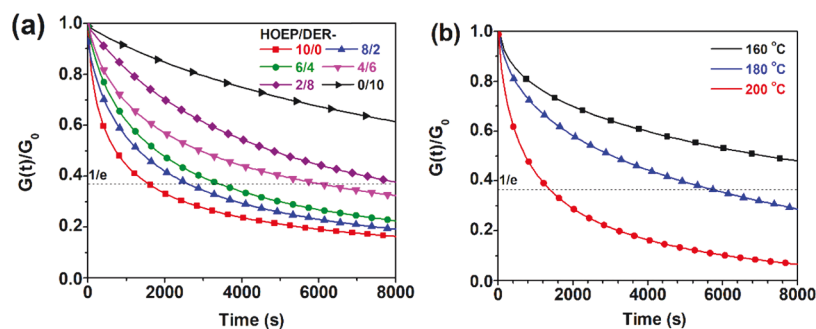 (a)
HOEP/DER-
10/0 8/2
6/4 4/6
2/8 0/10
G(t)/G0
1.0
0.8
0.6
0.4
1/e
0.2
0.0
0 2000 4000 6000 8000
Time (s)
(b)
160 °C
180 °C
200 °C
G(t)/G0
1.0
0.8
0.6
0.4
1/e
0.2
0.0
0 2000 4000 6000 8000
Time (s)